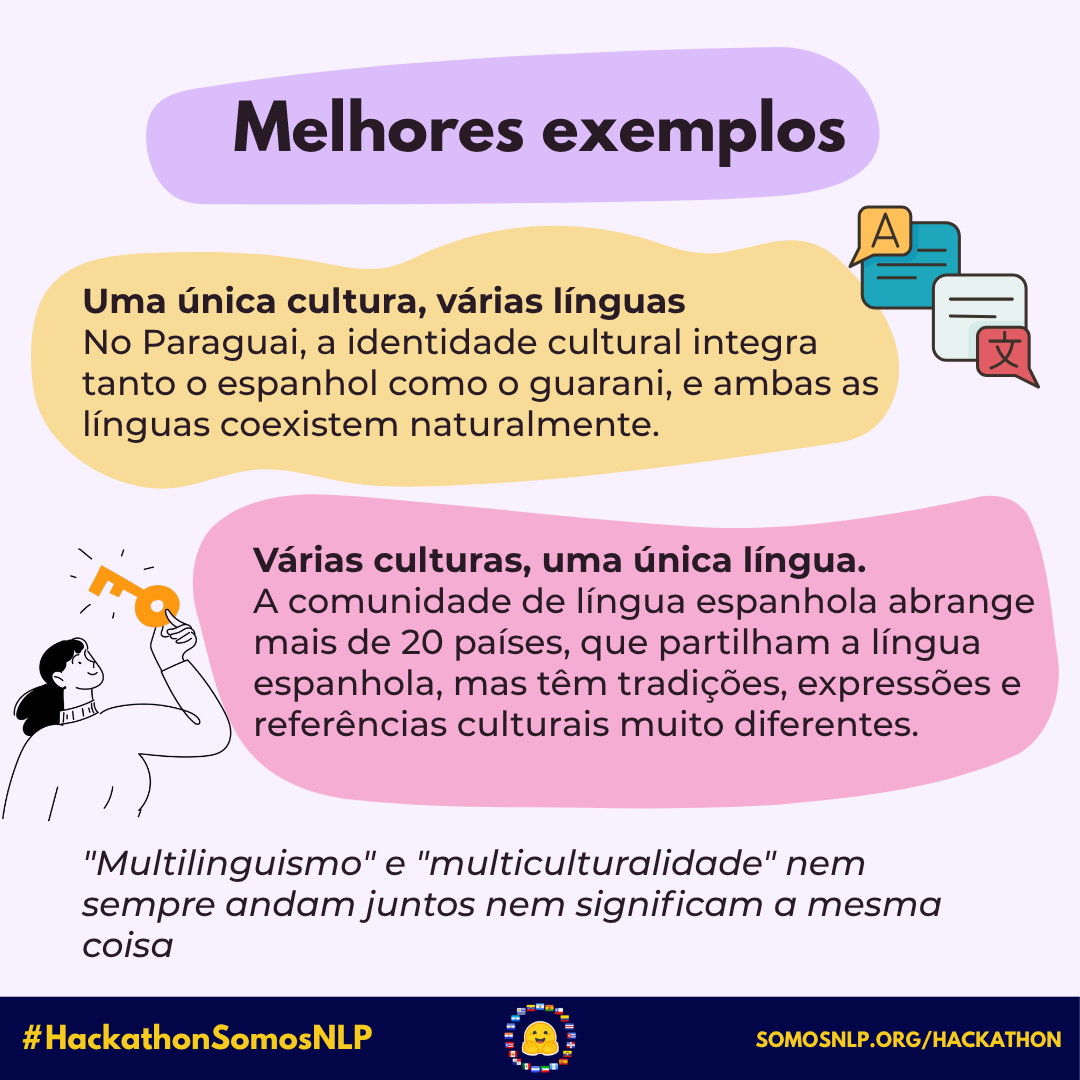 Melhores exemplos
A
文
Uma única cultura, várias línguas
No Paraguai, a identidade cultural integra
tanto o espanhol como o guarani, e ambas as
línguas coexistem naturalmente.
Várias culturas, uma única língua.
A comunidade de língua espanhola abrange
mais de 20 países, que partilham a língua
espanhola, mas têm tradições, expressões e
referências culturais muito diferentes.
"Multilinguismo" e "multiculturalidade" nem
sempre andam juntos nem significam a mesma
coisa
#HackathonSomosNLP
SOMOSNLP.ORG/HACKATHON